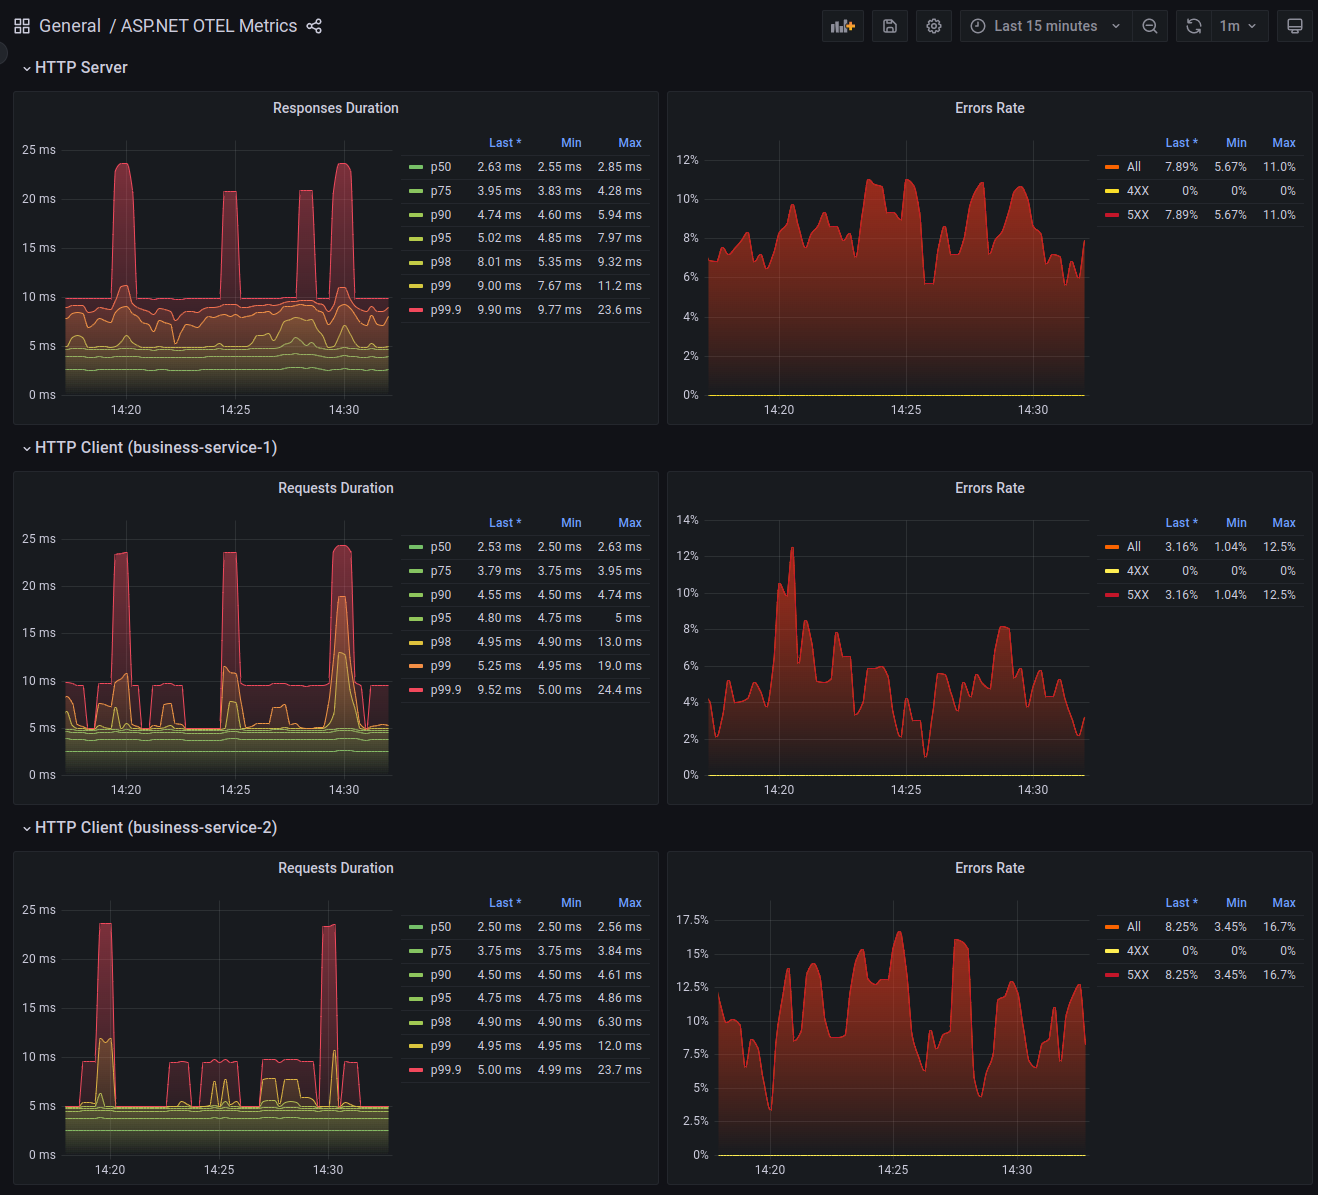 General / ASP.NET OTEL Metrics
Last 15 minutes
1m
HTTP Server
Responses Duration
25 ms
20 ms
15 ms
10 ms
5 ms
0 ms
14:20 14:25 14:30
Last * Min Max
p50 2.63 ms 2.55 ms 2.85 ms
p75 3.95 ms 3.83 ms 4.28 ms
p90 4.74 ms 4.60 ms 5.94 ms
p95 5.02 ms 4.85 ms 7.97 ms
p98 8.01 ms 5.35 ms 9.32 ms
p99 9.00 ms 7.67 ms 11.2 ms
p99.9 9.90 ms 9.77 ms 23.6 ms
Errors Rate
12%
10%
8%
6%
4%
2%
0%
14:20 14:25 14:30
Last * Min Max
All 7.89% 5.67% 11.0%
4XX 0% 0% 0%
5XX 7.89% 5.67% 11.0%
HTTP Client (business-service-1)
Requests Duration
25 ms
20 ms
15 ms
10 ms
5 ms
0 ms
14:20 14:25 14:30
Last * Min Max
p50 2.53 ms 2.50 ms 2.63 ms
p75 3.79 ms 3.75 ms 3.95 ms
p90 4.55 ms 4.50 ms 4.74 ms
p95 4.80 ms 4.75 ms 5 ms
p98 4.95 ms 4.90 ms 13.0 ms
p99 5.25 ms 4.95 ms 19.0 ms
p99.9 9.52 ms 5.00 ms 24.4 ms
Errors Rate
14%
12%
10%
8%
6%
4%
2%
0%
14:20 14:25 14:30
Last * Min Max
All 3.16% 1.04% 12.5%
4XX 0% 0% 0%
5XX 3.16% 1.04% 12.5%
HTTP Client (business-service-2)
Requests Duration
25 ms
20 ms
15 ms
10 ms
5 ms
0 ms
14:20 14:25 14:30
Last * Min Max
p50 2.50 ms 2.50 ms 2.56 ms
p75 3.75 ms 3.75 ms 3.84 ms
p90 4.50 ms 4.50 ms 4.61 ms
p95 4.75 ms 4.75 ms 4.86 ms
p98 4.90 ms 4.90 ms 6.30 ms
p99 4.95 ms 4.95 ms 12.0 ms
p99.9 5.00 ms 4.99 ms 23.7 ms
Errors Rate
17.5%
15%
12.5%
10%
7.5%
5%
2.5%
0%
14:20 14:25 14:30
Last * Min Max
All 8.25% 3.45% 16.7%
4XX 0% 0% 0%
5XX 8.25% 3.45% 16.7%